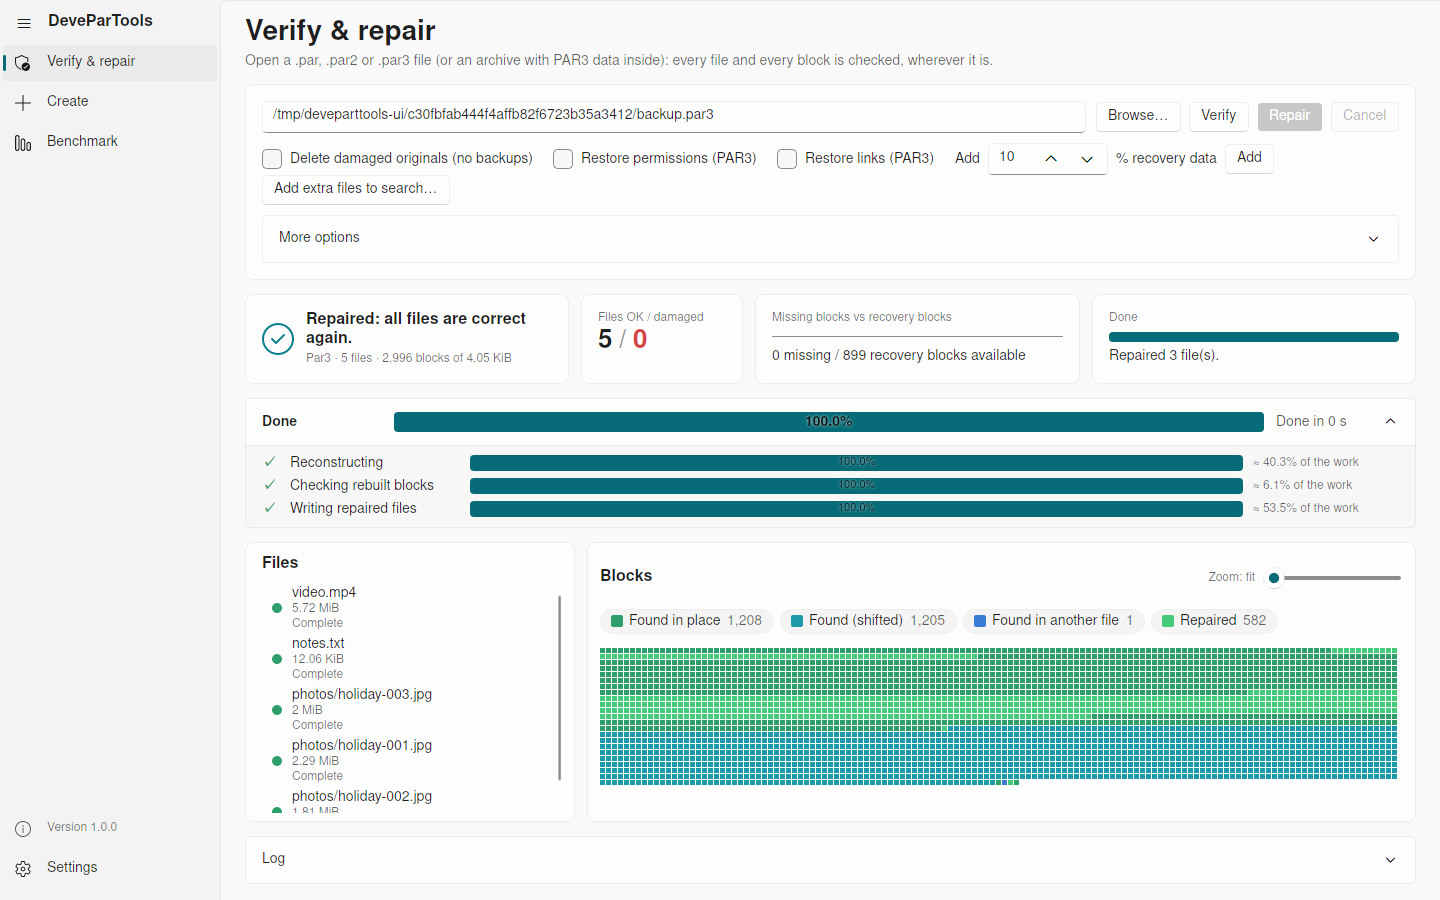 DeveParTools
Verify & repair
Create
Benchmark
Version 1.0.0
Settings
Verify & repair
Open a .par, .par2 or .par3 file (or an archive with PAR3 data inside): every file and every block is checked, wherever it is.
/tmp/deveparttools-ui/c30fbfab444f4affb82f6723b35a3412/backup.par3
Browse...
Verify
Repair
Cancel
Delete damaged originals (no backups)
Restore permissions (PAR3)
Restore links (PAR3)
Add
10
% recovery data
Add
Add extra files to search...
More options
Repaired: all files are correct
again.
Par3 · 5 files · 2,996 blocks of 4.05 KiB
Files OK / damaged
5 / 0
Missing blocks vs recovery blocks
0 missing / 899 recovery blocks available
Done
Repaired 3 file(s).
Done
100.0%
Done in 0 s
✓ Reconstructing 100.0% ≈ 40.3% of the work
✓ Checking rebuilt blocks 100.0% ≈ 6.1% of the work
✓ Writing repaired files 100.0% ≈ 53.5% of the work
Files
video.mp4
5.72 MiB
Complete
notes.txt
12.06 KiB
Complete
photos/holiday-003.jpg
2 MiB
Complete
photos/holiday-001.jpg
2.29 MiB
Complete
photos/holiday-002.jpg
1.81 MiB
Blocks
Zoom: fit
Found in place 1,208
Found (shifted) 1,205
Found in another file 1
Repaired 582
Log